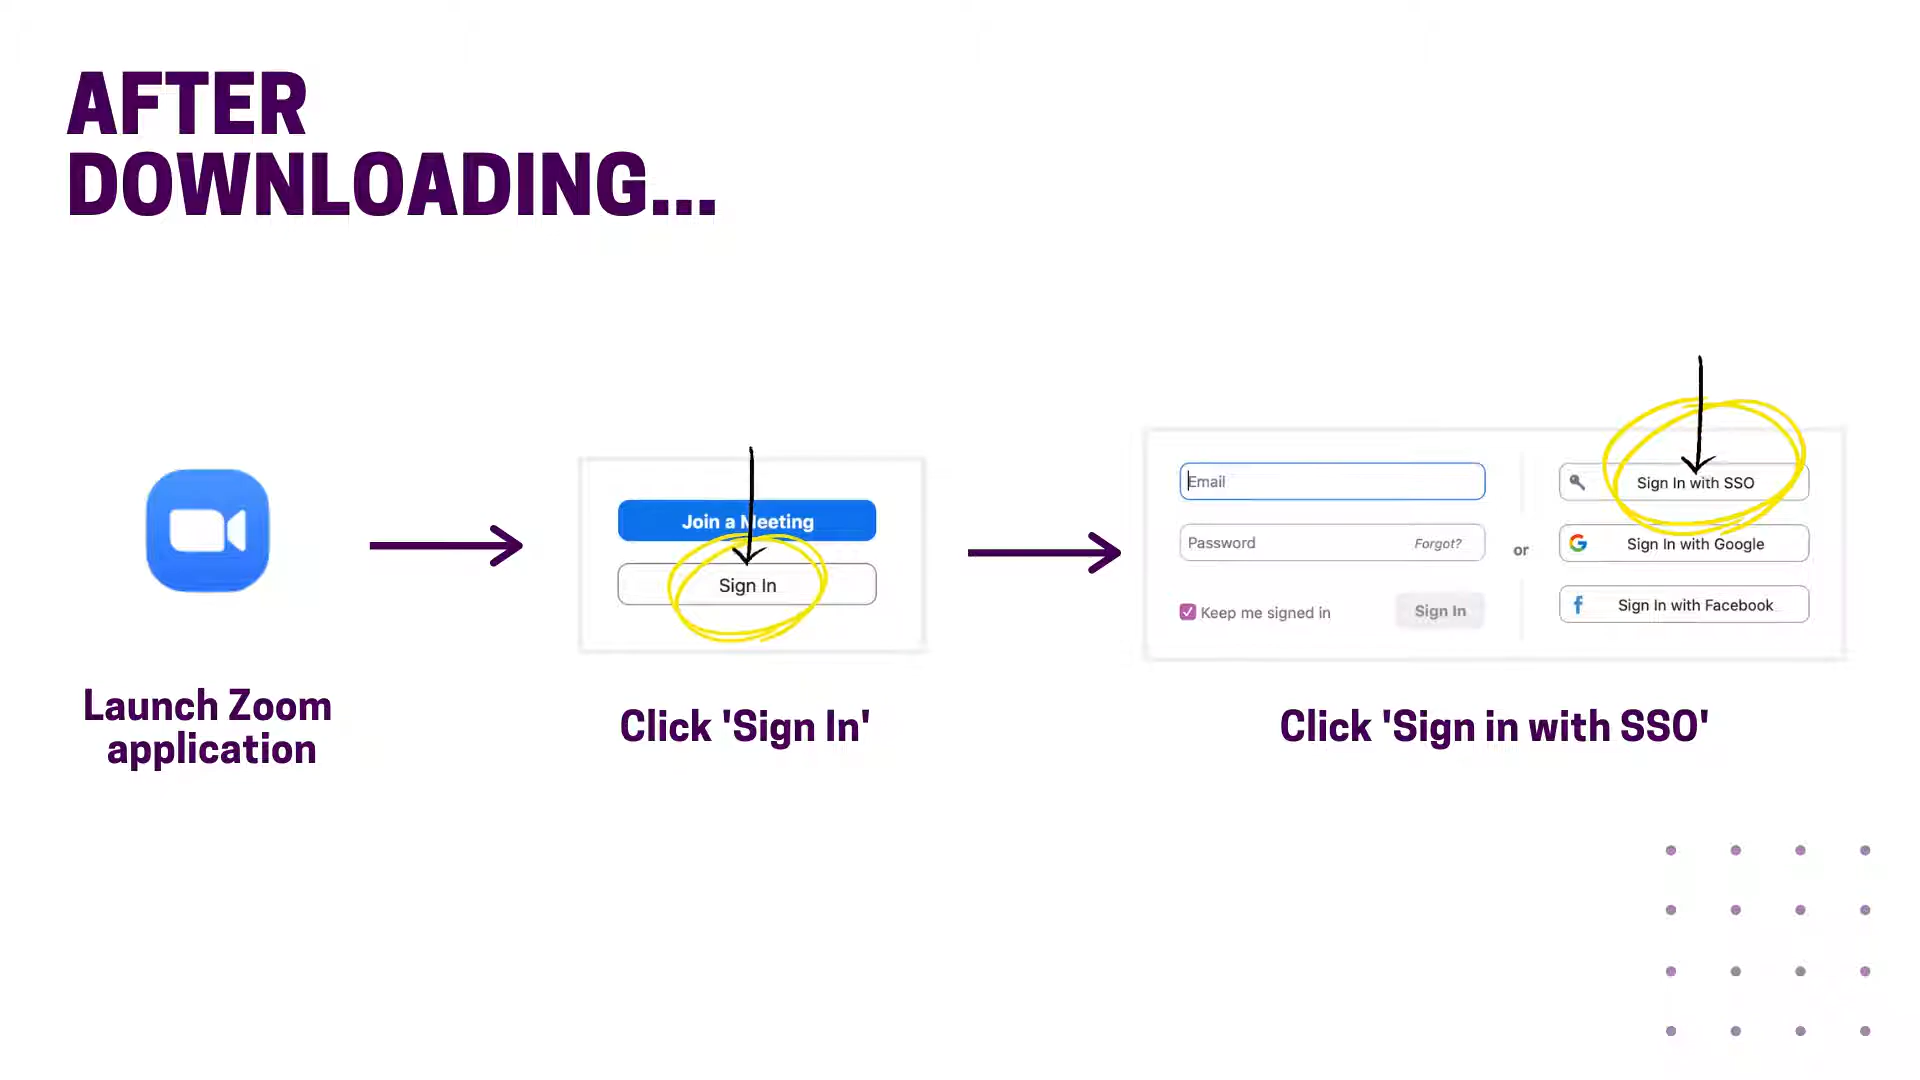 AFTER
DOWNLOADING...
Join a Meeting
Sign In
Email
Password
Forgot?
Keep me signed in
Sign In
or
Sign In with SSO
Sign In with Google
Sign In with Facebook
Launch Zoom
application
Click 'Sign In'
Click 'Sign in with SSO'